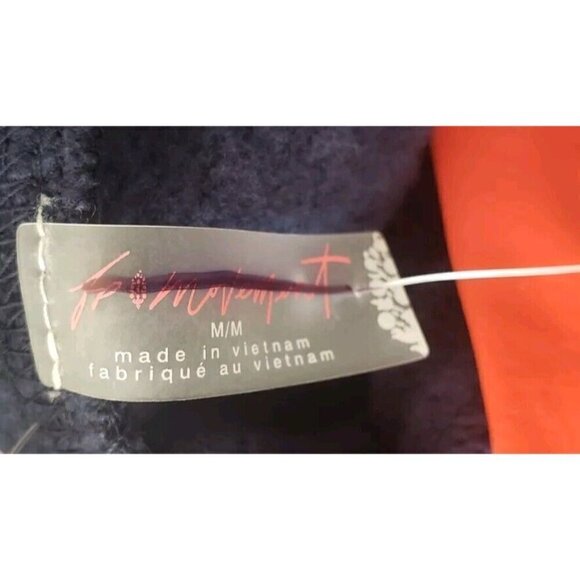 fp movement
M/M
made in vietnam
fabriqué au vietnam